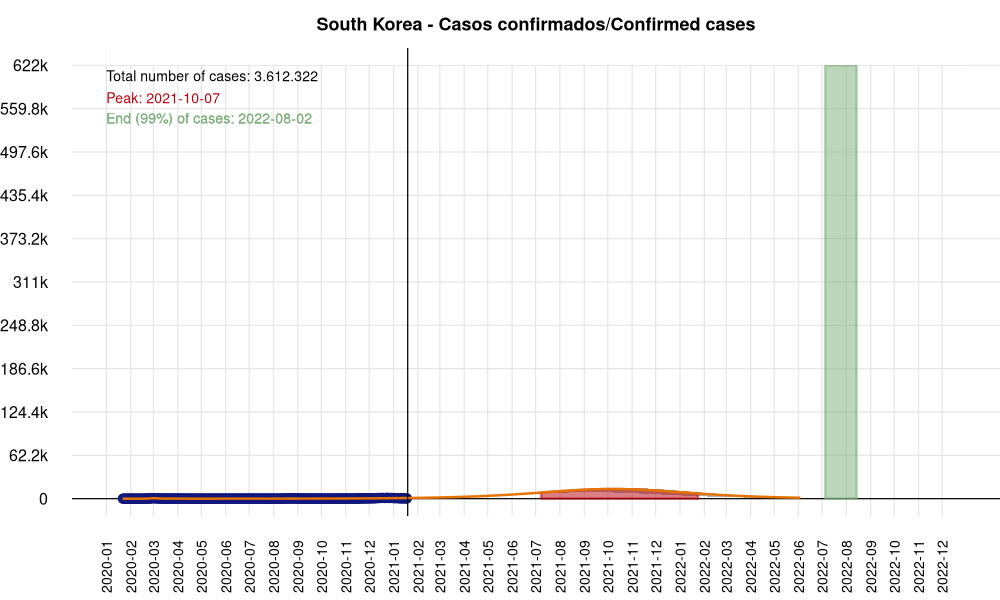 South Korea - Casos confirmados/Confirmed cases
622k
Total number of cases: 3.612.322
Peak: 2021-10-07
559.8k
End (99%) of cases: 2022-08-02
497.6k
435.4k
373.2k
311k
248.8k
186.6k
124.4k
62.2k
0
2020-01
2020-02
2020-03
2020-04
2020-05
2020-06
2020-07
2020-08
2020-09
2020-10
2020-11
2020-12
2021-01
2021-02
2021-03
2021-04
2021-05
2021-06
2021-07
2021-08
2021-09
2021-10
2021-11
2021-12
2022-01
2022-02
2022-03
2022-04
2022-05
2022-06
2022-07
2022-08
2022-09
2022-10
2022-11
2022-12